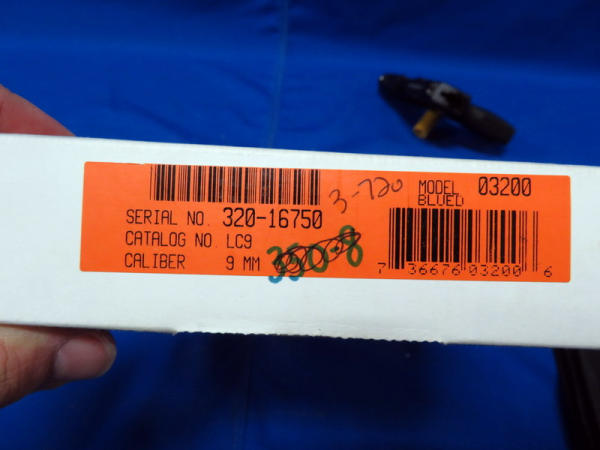 3-720
MODEL 03200
BLUED
SERIAL NO. 320-16750
CATALOG NO. LC9
CALIBER 9 MM
7 36676 03200 6